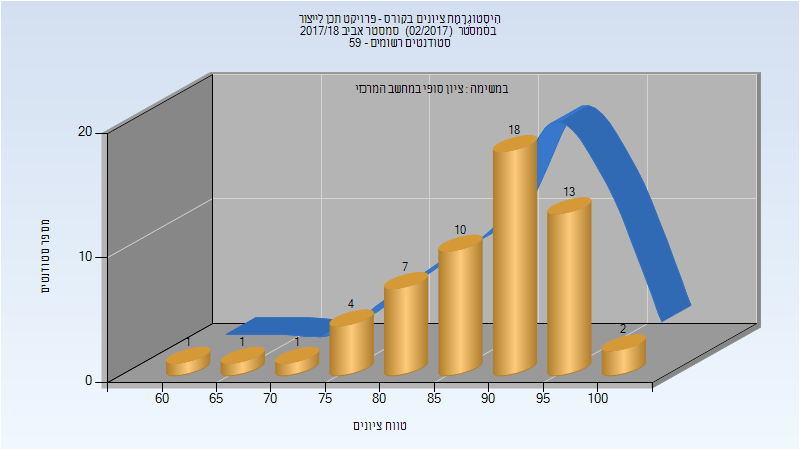 היסטוגרמת ציונים בקורס - פרויקט תכן לייצור
בסמסטר (02/2017) סמסטר אביב 2017/18
סטודנטים רשומים - 59
במשימה : ציון סופי במחשב המרכזי
מספר סטודנטים
20
10
0
1
1
1
4
7
10
18
13
2
60 65 70 75 80 85 90 95 100
טווח ציונים